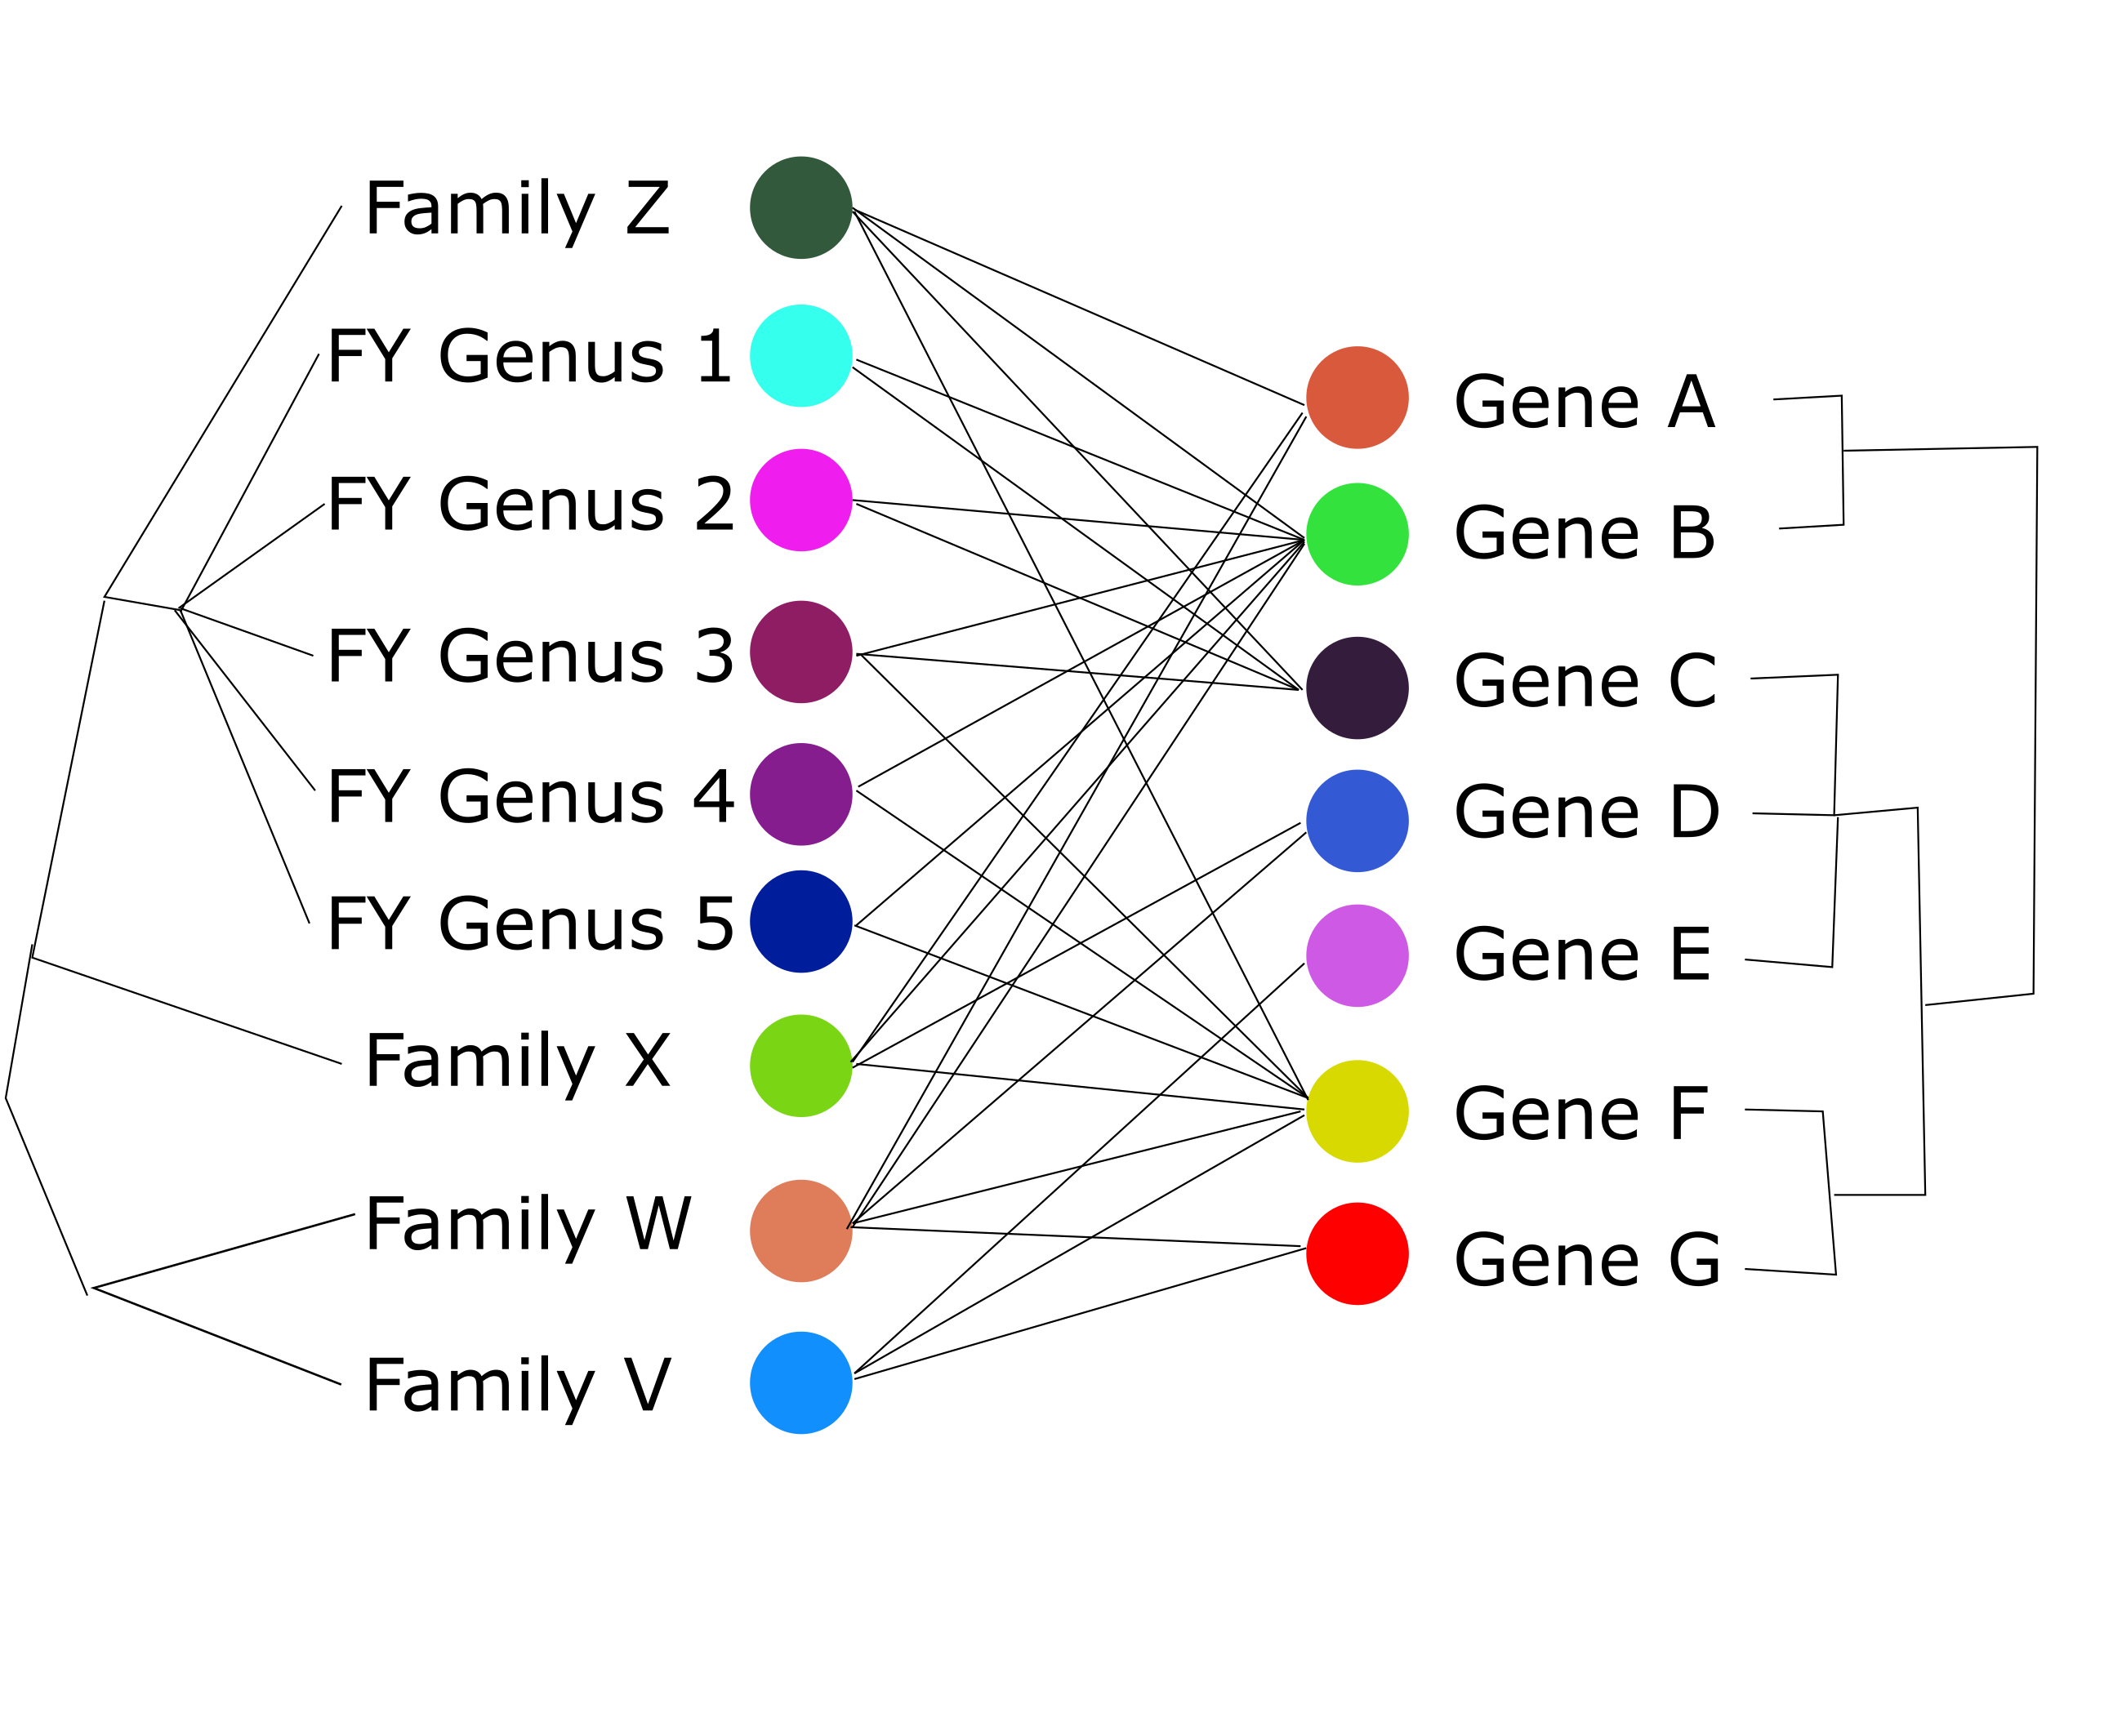 Family Z
FY Genus 1
FY Genus 2
FY Genus 3
FY Genus 4
FY Genus 5
Family X
Family W
Family V
Gene A
Gene B
Gene C
Gene D
Gene E
Gene F
Gene G